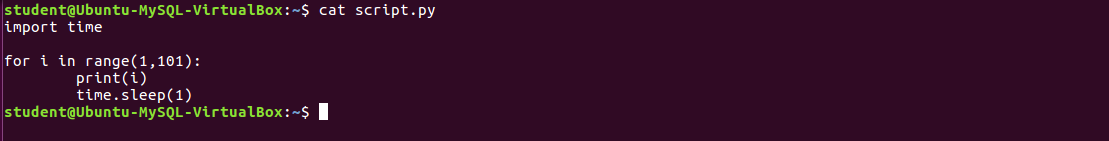 student@Ubuntu-MySQL-VirtualBox:~$ cat script.py
import time

for i in range(1,101):
        print(i)
        time.sleep(1)
student@Ubuntu-MySQL-VirtualBox:~$